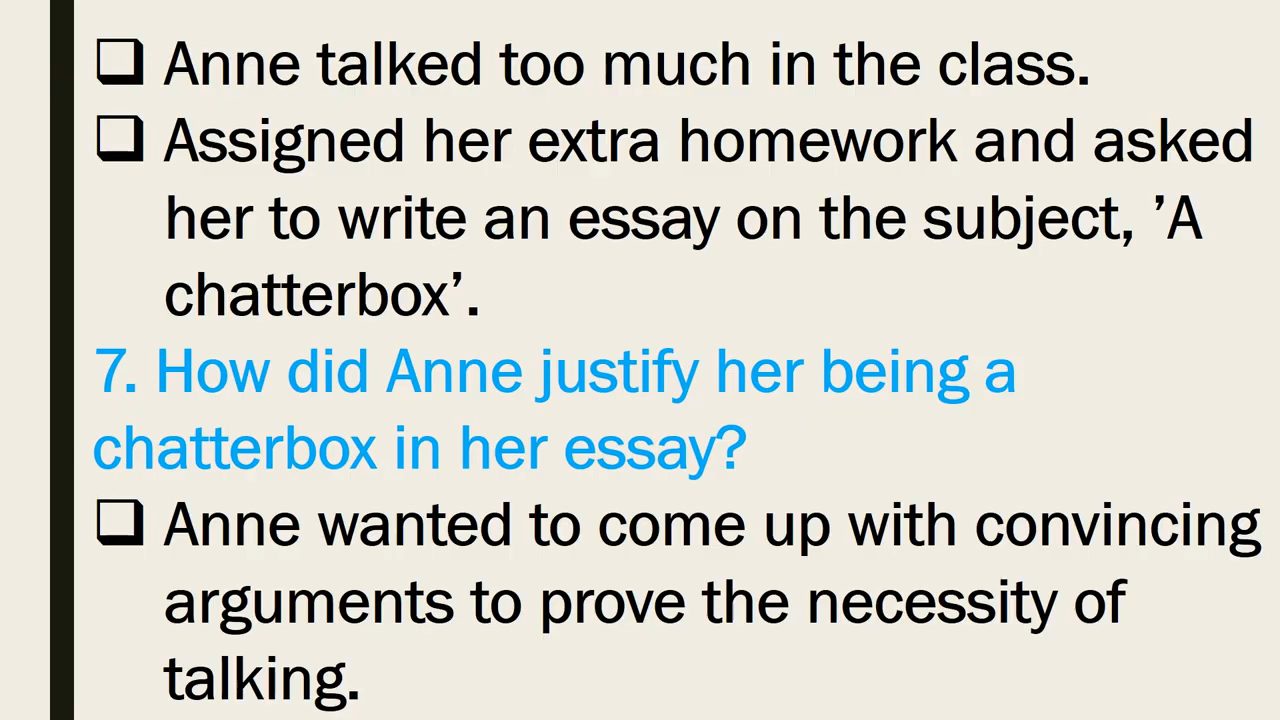 ❑ Anne talked too much in the class.
❑ Assigned her extra homework and asked
her to write an essay on the subject, ’A
chatterbox’.
7. How did Anne justify her being a
chatterbox in her essay?
❑ Anne wanted to come up with convincing
arguments to prove the necessity of
talking.